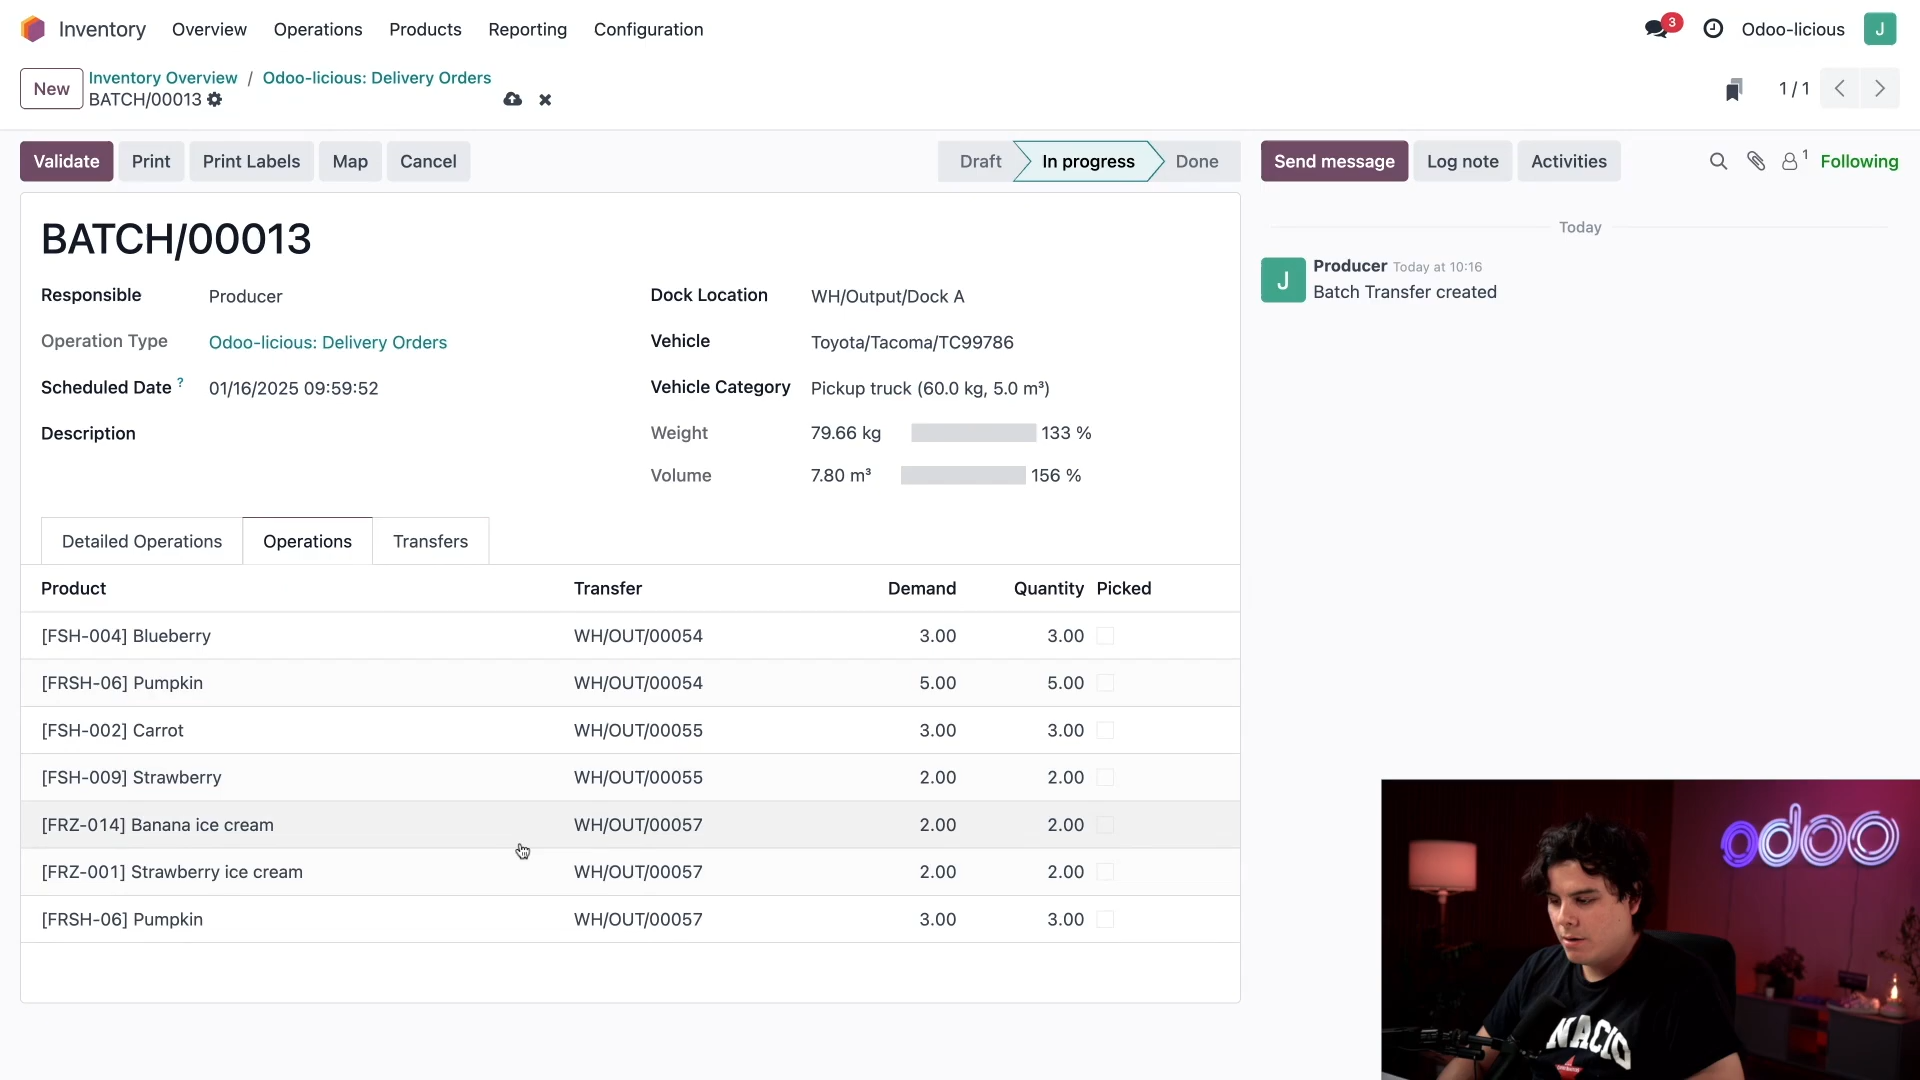 Inventory Overview Operations Products Reporting Configuration 3 Odoo-licious J
New Inventory Overview / Odoo-licious: Delivery Orders
BATCH/00013 1 / 1
Validate Print Print Labels Map Cancel Draft In progress Done Send message Log note Activities 1 Following
BATCH/00013
Responsible Producer
Operation Type Odoo-licious: Delivery Orders
Scheduled Date ? 01/16/2025 09:59:52
Description
Dock Location WH/Output/Dock A
Vehicle Toyota/Tacoma/TC99786
Vehicle Category Pickup truck (60.0 kg, 5.0 m³)
Weight 79.66 kg 133 %
Volume 7.80 m³ 156 %
Today
J Producer Today at 10:16
Batch Transfer created
Detailed Operations Operations Transfers
Product Transfer Demand Quantity Picked
[FSH-004] Blueberry WH/OUT/00054 3.00 3.00
[FRSH-06] Pumpkin WH/OUT/00054 5.00 5.00
[FSH-002] Carrot WH/OUT/00055 3.00 3.00
[FSH-009] Strawberry WH/OUT/00055 2.00 2.00
[FRZ-014] Banana ice cream WH/OUT/00057 2.00 2.00
[FRZ-001] Strawberry ice cream WH/OUT/00057 2.00 2.00
[FRSH-06] Pumpkin WH/OUT/00057 3.00 3.00
odoo
NACIO